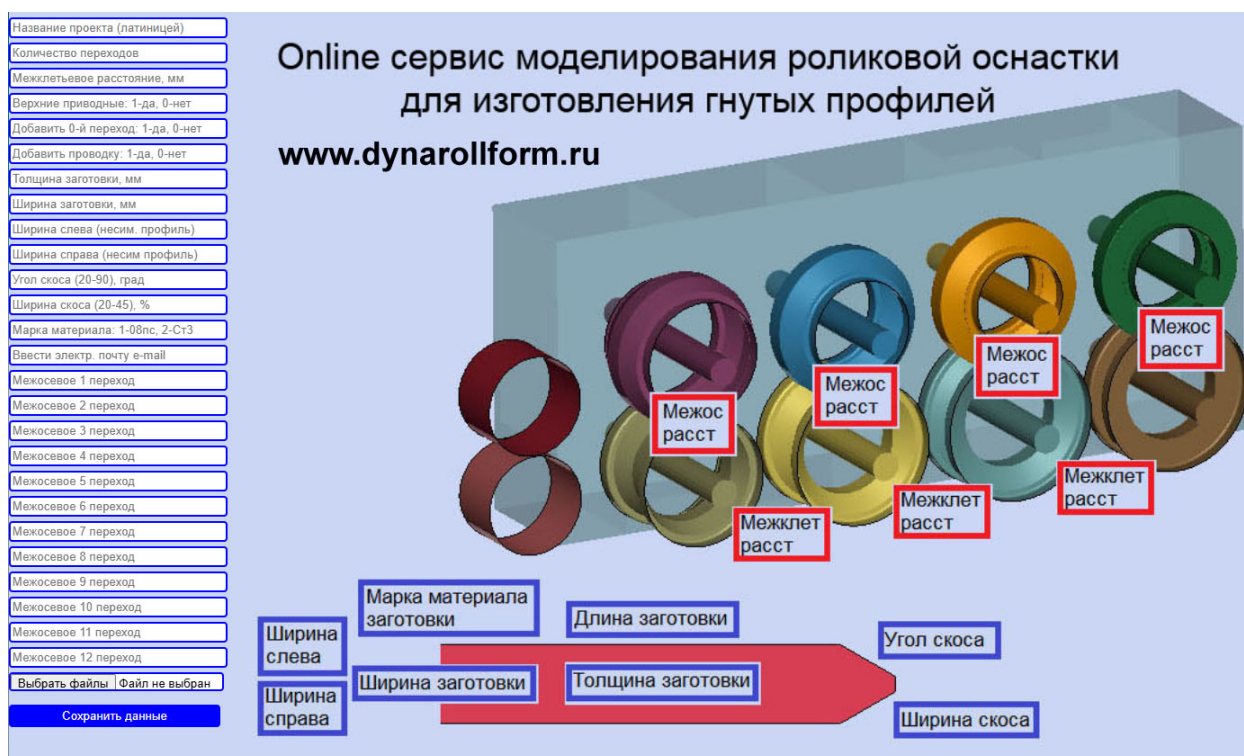 Название проекта (латиницей)
Количество переходов
Межклетьевое расстояние, мм
Верхние приводные: 1-да, 0-нет
Добавить 0-й переход: 1-да, 0-нет
Добавить проводку: 1-да, 0-нет
Толщина заготовки, мм
Ширина заготовки, мм
Ширина слева (несим. профиль)
Ширина справа (несим профиль)
Угол скоса (20-90), град
Ширина скоса (20-45), %
Марка материала: 1-08пс, 2-Ст3
Ввести электр. почту e-mail
Межосевое 1 переход
Межосевое 2 переход
Межосевое 3 переход
Межосевое 4 переход
Межосевое 5 переход
Межосевое 6 переход
Межосевое 7 переход
Межосевое 8 переход
Межосевое 9 переход
Межосевое 10 переход
Межосевое 11 переход
Межосевое 12 переход
Выбрать файлы Файл не выбран
Сохранить данные
Online сервис моделирования роликовой оснастки
для изготовления гнутых профилей
www.dynarollform.ru
Межос
расст
Межос
расст
Межос
расст
Межос
расст
Межклет
расст
Межклет
расст
Межклет
расст
Марка материала
заготовки
Длина заготовки
Ширина
слева
Угол скоса
Ширина заготовки
Толщина заготовки
Ширина
справа
Ширина скоса